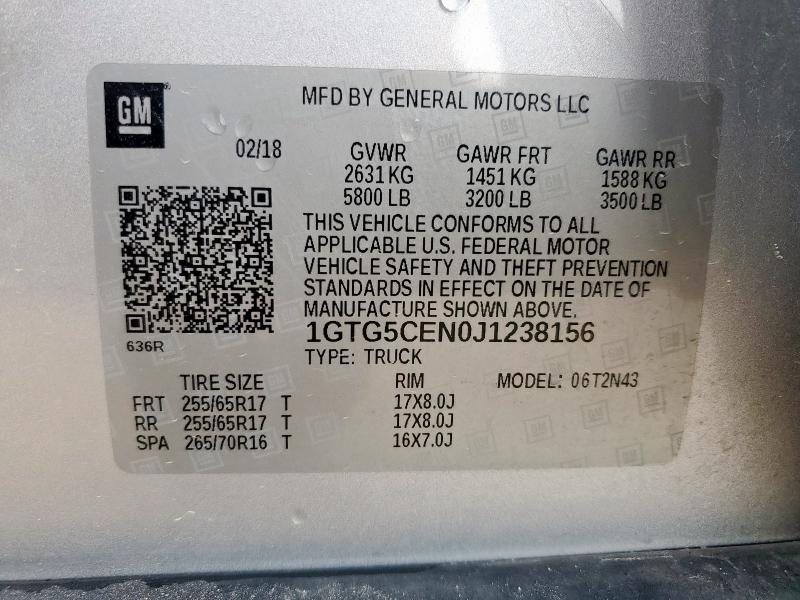 GM
MFD BY GENERAL MOTORS LLC
02/18 GVWR GAWR FRT GAWR RR
2631 KG 1451 KG 1588 KG
5800 LB 3200 LB 3500 LB
THIS VEHICLE CONFORMS TO ALL
APPLICABLE U.S. FEDERAL MOTOR
VEHICLE SAFETY AND THEFT PREVENTION
STANDARDS IN EFFECT ON THE DATE OF
MANUFACTURE SHOWN ABOVE.
1GTG5CEN0J1238156
636R
TYPE: TRUCK
TIRE SIZE RIM MODEL: 06T2N43
FRT 255/65R17 T 17X8.0J
RR 255/65R17 T 17X8.0J
SPA 265/70R16 T 16X7.0J